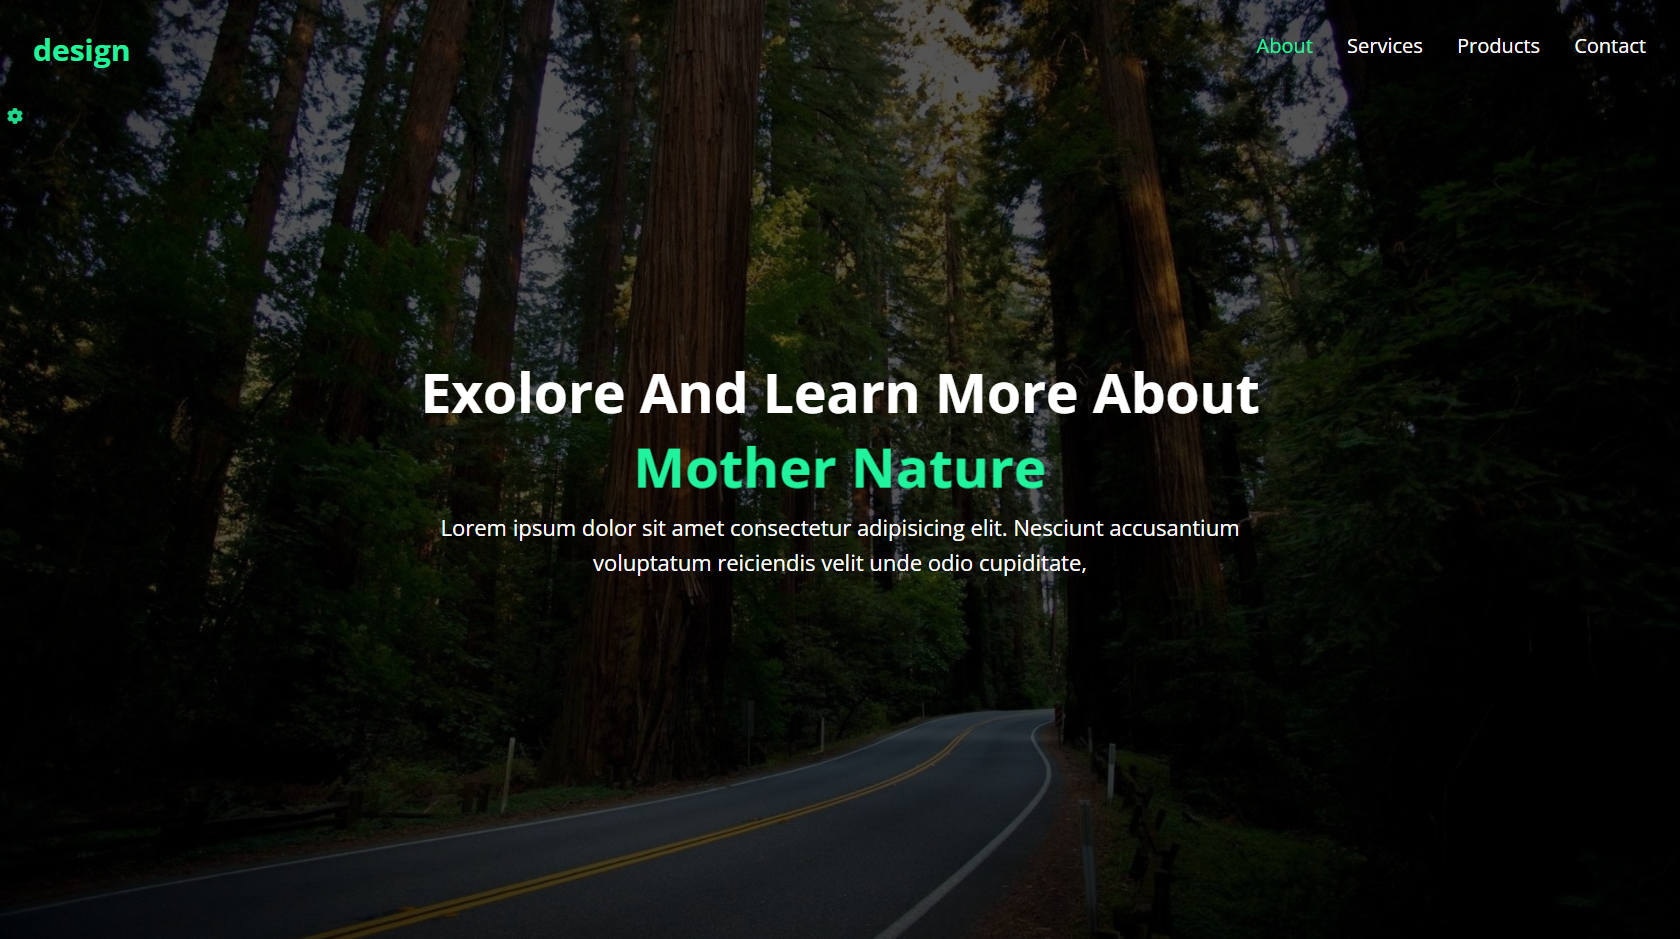 design
About Services Products Contact
Exolore And Learn More About
Mother Nature
Lorem ipsum dolor sit amet consectetur adipisicing elit. Nesciunt accusantium
voluptatum reiciendis velit unde odio cupiditate,